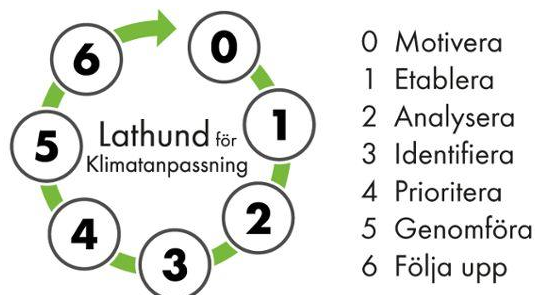 0
1
2
3
4
5
6
Lathund för
Klimatanpassning
0 Motivera
1 Etablera
2 Analysera
3 Identifiera
4 Prioritera
5 Genomföra
6 Följa upp